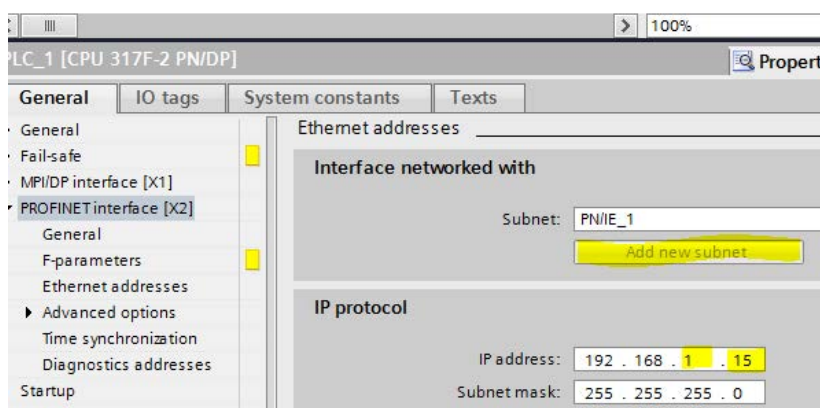 100%
PLC_1 [CPU 317F-2 PN/DP]
Propert
General IO tags System constants Texts
General
Fail-safe
MPI/DP interface [X1]
PROFINET interface [X2]
General
F-parameters
Ethernet addresses
Advanced options
Time synchronization
Diagnostics addresses
Startup
Ethernet addresses
Interface networked with
Subnet: PN/IE_1
Add new subnet
IP protocol
IP address: 192 . 168 . 1 . 15
Subnet mask: 255 . 255 . 255 . 0